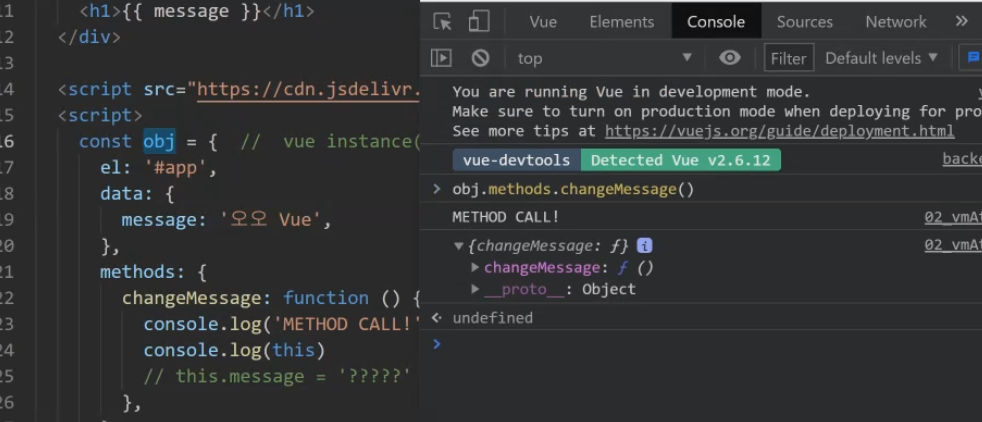 11 <h1>{{ message }}</h1>
12 </div>
13
14 <script src="https://cdn.jsdelivr.
15 <script>
16 const obj = { // vue instance(
17 el: '#app',
18 data: {
19 message: '오오 Vue',
20 },
21 methods: {
22 changeMessage: function () {
23 console.log('METHOD CALL!'
24 console.log(this)
25 // this.message = '?????'
26 },
Vue Elements Console Sources Network »
top ▼ Filter Default levels ▼
You are running Vue in development mode.
Make sure to turn on production mode when deploying for pro
See more tips at https://vuejs.org/guide/deployment.html
vue-devtools Detected Vue v2.6.12 backe
> obj.methods.changeMessage()
METHOD CALL! 02_vmA
▼{changeMessage: ƒ} i 02_vmA
▶changeMessage: ƒ ()
▶__proto__: Object
<· undefined
>